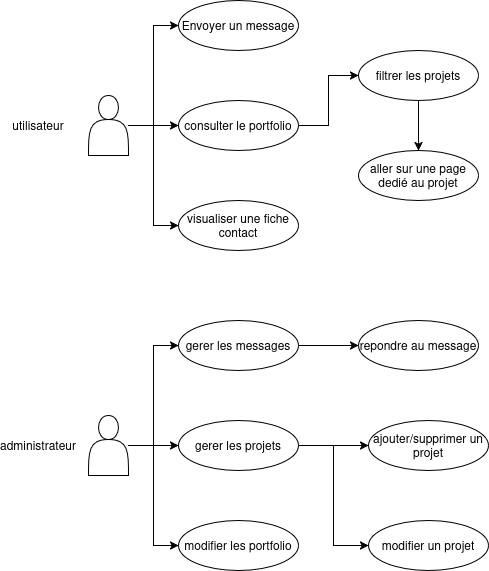 Envoyer un message
filtrer les projets
utilisateur
consulter le portfolio
aller sur une page
dedié au projet
visualiser une fiche
contact
gerer les messages
repondre au message
administrateur
gerer les projets
ajouter/supprimer un
projet
modifier les portfolio
modifier un projet